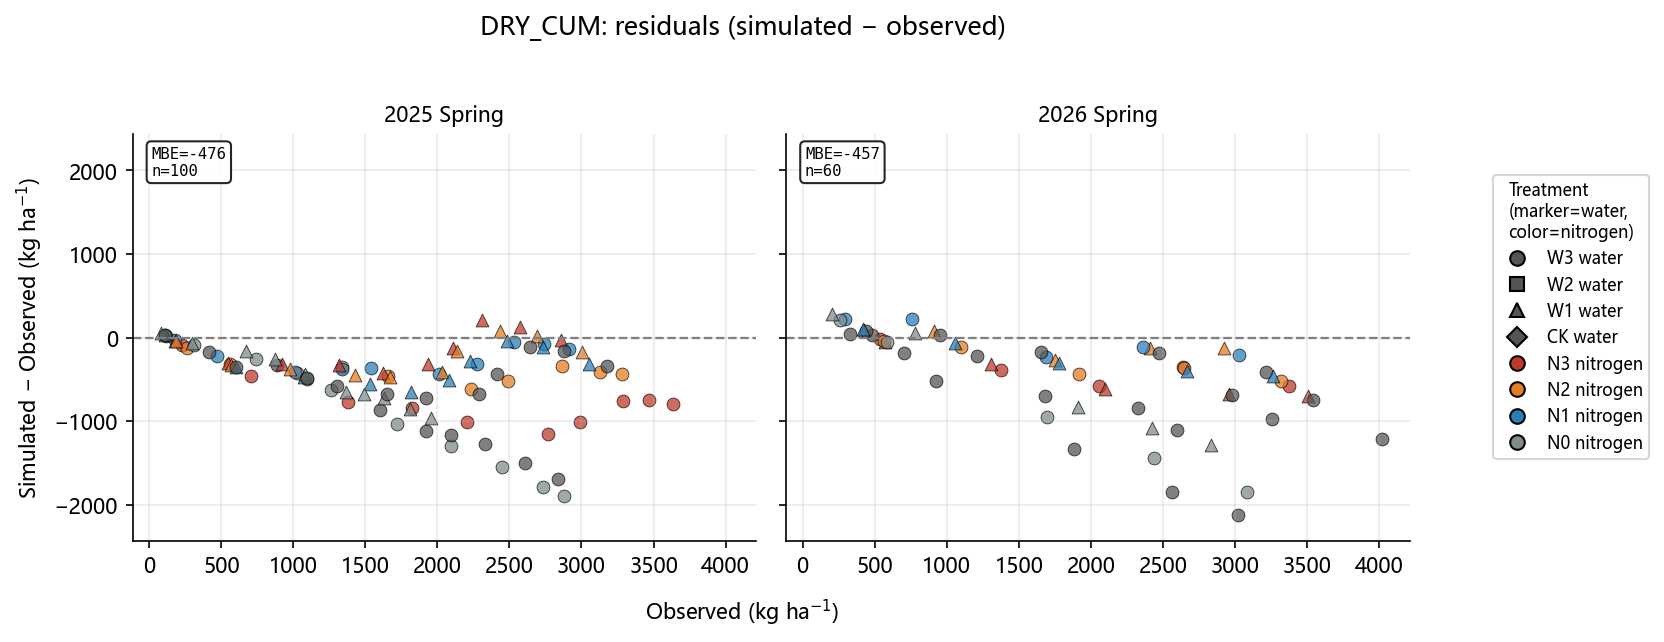 DRY_CUM: residuals (simulated − observed)
2025 Spring
2026 Spring
MBE=-476
n=100
MBE=-457
n=60
Simulated − Observed (kg ha⁻¹)
2000
1000
0
−1000
−2000
0 500 1000 1500 2000 2500 3000 3500 4000
0 500 1000 1500 2000 2500 3000 3500 4000
Observed (kg ha⁻¹)
Treatment
(marker=water,
color=nitrogen)
W3 water
W2 water
W1 water
CK water
N3 nitrogen
N2 nitrogen
N1 nitrogen
N0 nitrogen